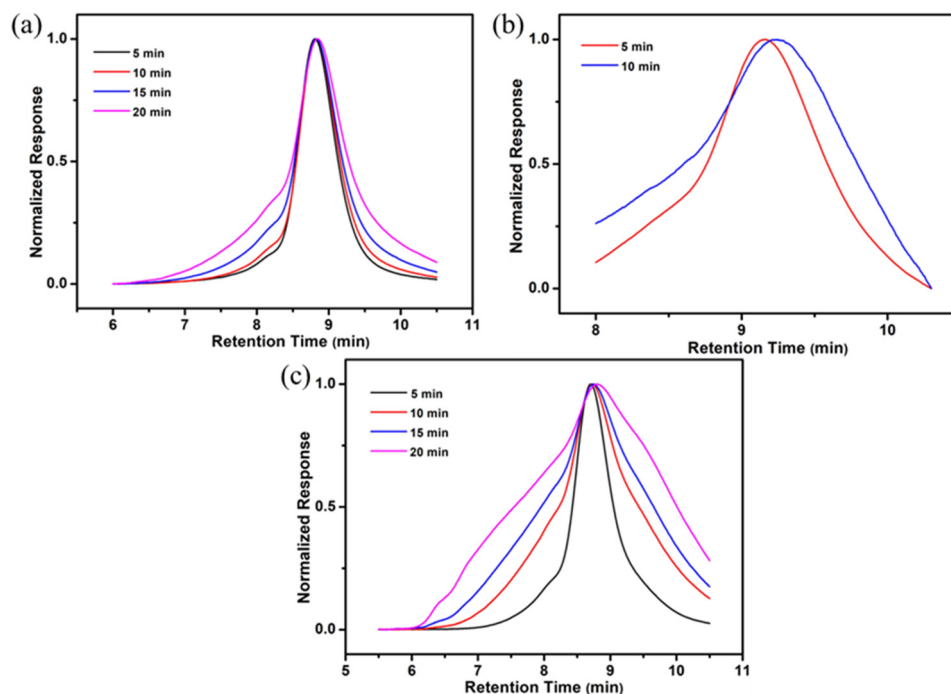 (a)
5 min
10 min
15 min
20 min
1.0
0.5
0.0
Normalized Response
6 7 8 9 10 11
Retention Time (min)
(b)
5 min
10 min
1.0
0.5
0.0
Normalized Response
8 9 10
Retention Time (min)
(c)
5 min
10 min
15 min
20 min
1.0
0.5
0.0
Normalized Response
5 6 7 8 9 10 11
Retention Time (min)